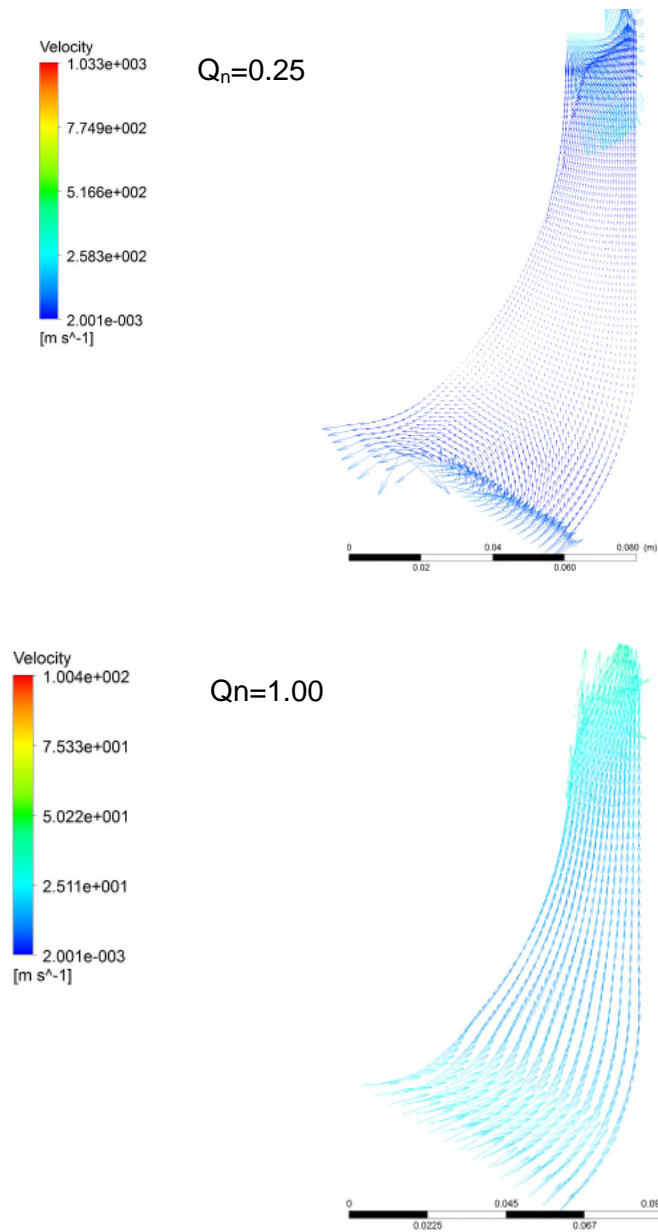 Velocity
1.033e+003
Qₙ=0.25
7.749e+002
5.166e+002
2.583e+002
2.001e-003
[m s^-1]
0 0.04 0.080 (m)
0.02 0.060
Velocity
1.004e+002
Qn=1.00
7.533e+001
5.022e+001
2.511e+001
2.001e-003
[m s^-1]
0 0.045 0.09
0.0225 0.067